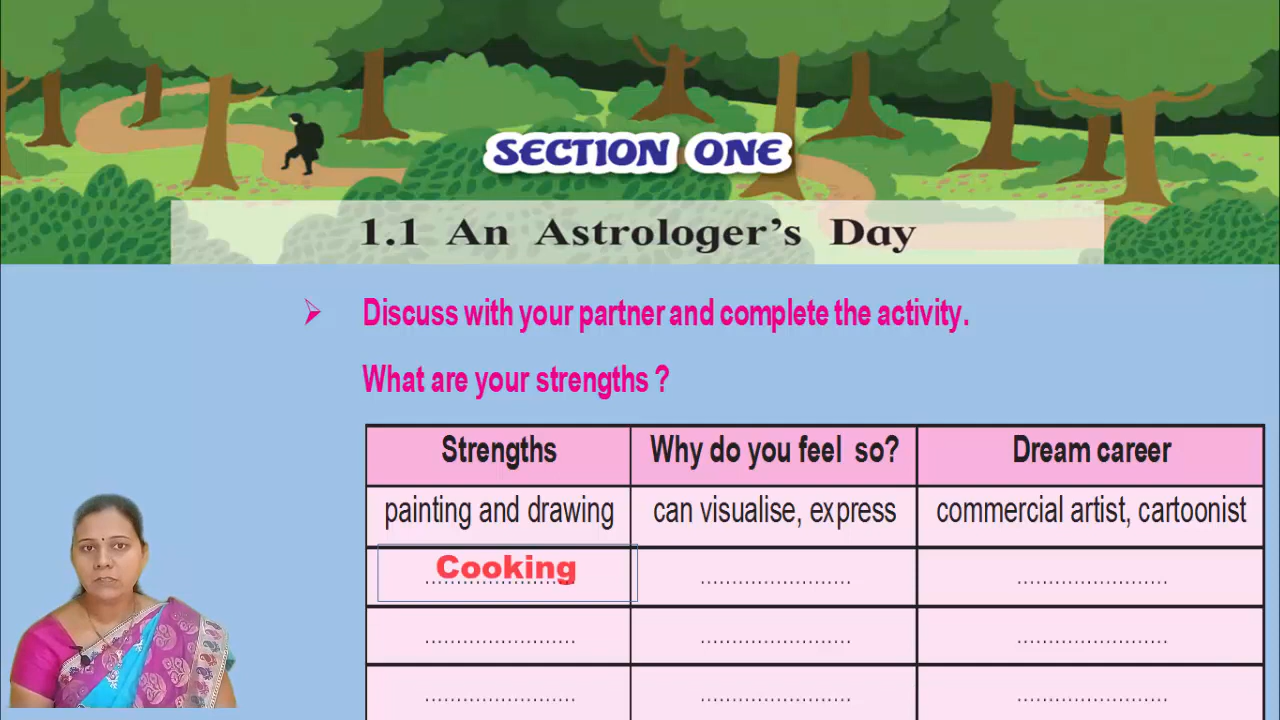 SECTION ONE
1.1 An Astrologer's Day
➢ Discuss with your partner and complete the activity.
What are your strengths ?
Strengths Why do you feel so? Dream career
painting and drawing can visualise, express commercial artist, cartoonist
Cooking ........................ ........................
........................ ........................ ........................
........................ ........................ ........................